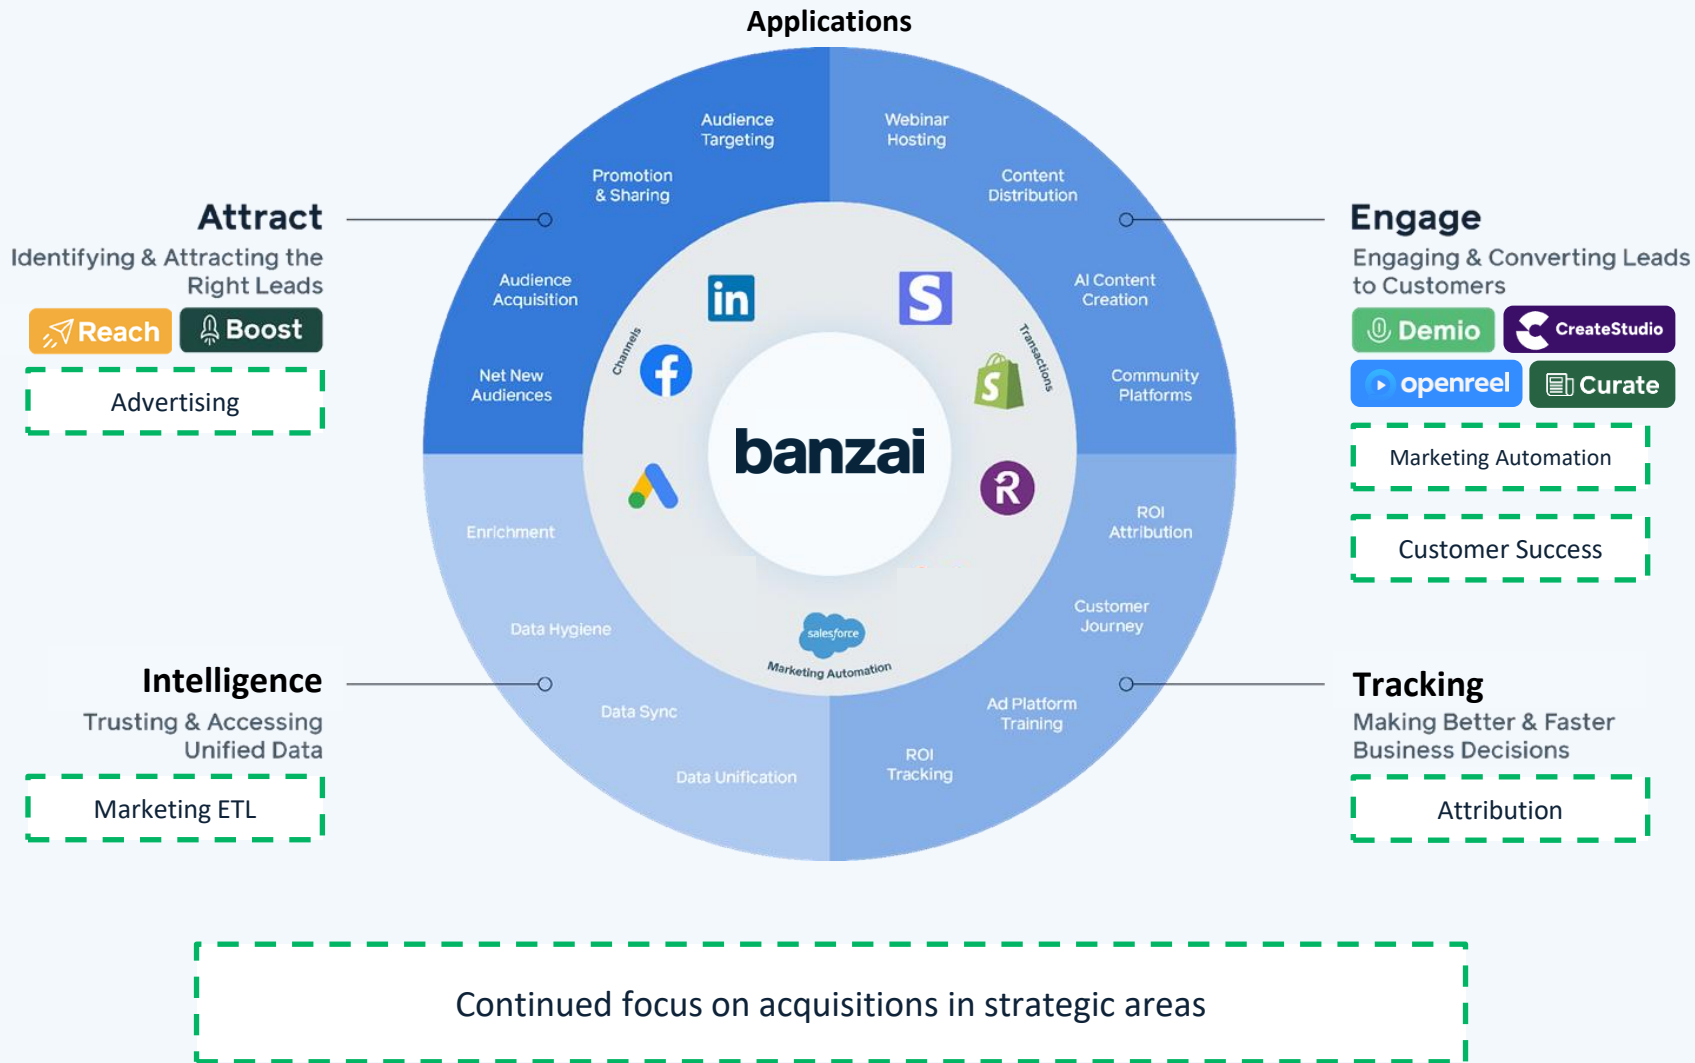 Applications
Audience
Targeting
Webinar
Hosting
Promotion
& Sharing
Content
Distribution
Attract
Identifying & Attracting the
Right Leads
Reach
Boost
Advertising
Engage
Engaging & Converting Leads
to Customers
Demio
CreateStudio
openreel
Curate
Marketing Automation
Customer Success
Audience
Acquisition
AI Content
Creation
Net New
Audiences
Community
Platforms
in
S
Channels
Transactions
f
S
banzai
R
Enrichment
ROI
Attribution
Data Hygiene
Customer
Journey
salesforce
Marketing Automation
Data Sync
Ad Platform
Training
Data Unification
ROI
Tracking
Intelligence
Trusting & Accessing
Unified Data
Marketing ETL
Tracking
Making Better & Faster
Business Decisions
Attribution
Continued focus on acquisitions in strategic areas